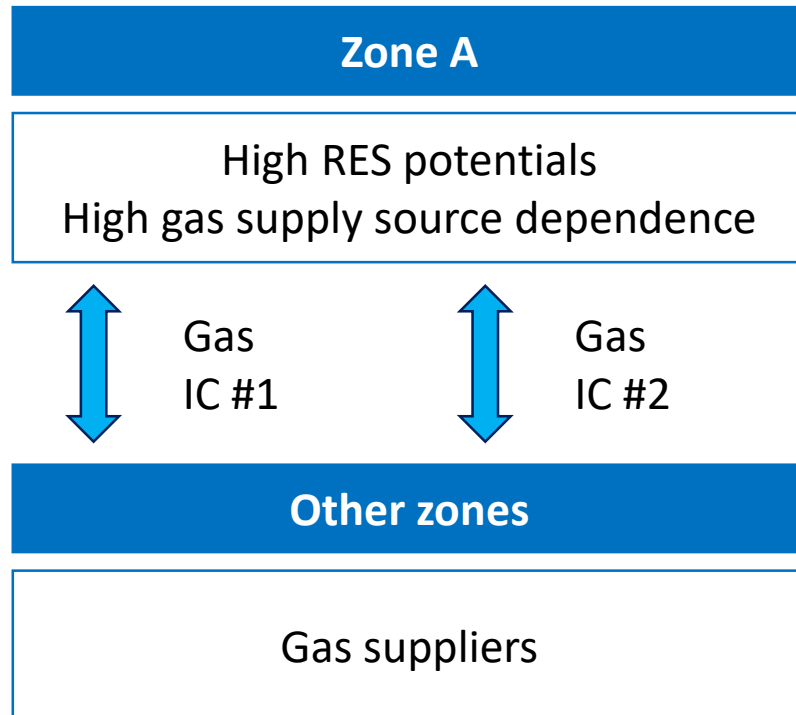 Zone A
High RES potentials
High gas supply source dependence
Gas
IC #1
Gas
IC #2
Other zones
Gas suppliers